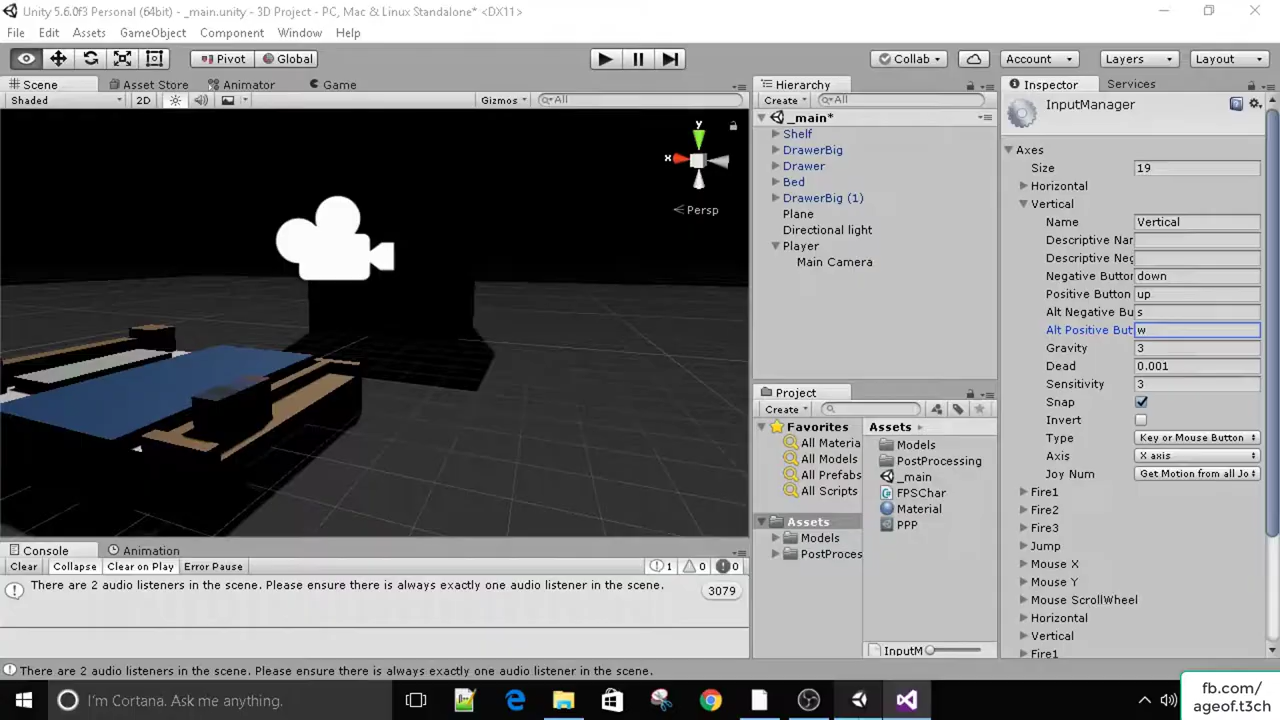 Unity 5.6.0f3 Personal (64bit) - _main.unity - 3D Project - PC, Mac & Linux Standalone* <DX11>
File Edit Assets GameObject Component Window Help
Pivot Global Collab Account Layers Layout
Scene Asset Store Animator Game
Shaded 2D Gizmos All
y
x
Persp
Hierarchy
Create All
_main*
Shelf
DrawerBig
Drawer
Bed
DrawerBig (1)
Plane
Directional light
Player
Main Camera
Project
Create
Favorites
All Materia
All Models
All Prefabs
All Scripts
Assets
Models
PostProces
Assets
Models
PostProcessing
_main
FPSChar
Material
PPP
InputM
Inspector Services
InputManager
Axes
Size 19
Horizontal
Vertical
Name Vertical
Descriptive Nar
Descriptive Neg
Negative Button down
Positive Button up
Alt Negative Bu s
Alt Positive But w
Gravity 3
Dead 0.001
Sensitivity 3
Snap
Invert
Type Key or Mouse Button
Axis X axis
Joy Num Get Motion from all Jo
Fire1
Fire2
Fire3
Jump
Mouse X
Mouse Y
Mouse ScrollWheel
Horizontal
Vertical
Fire1
Console Animation
Clear Collapse Clear on Play Error Pause 1 0 0
There are 2 audio listeners in the scene. Please ensure there is always exactly one audio listener in the scene. 3079
There are 2 audio listeners in the scene. Please ensure there is always exactly one audio listener in the scene.
I'm Cortana. Ask me anything.
fb.com/
ageof.t3ch